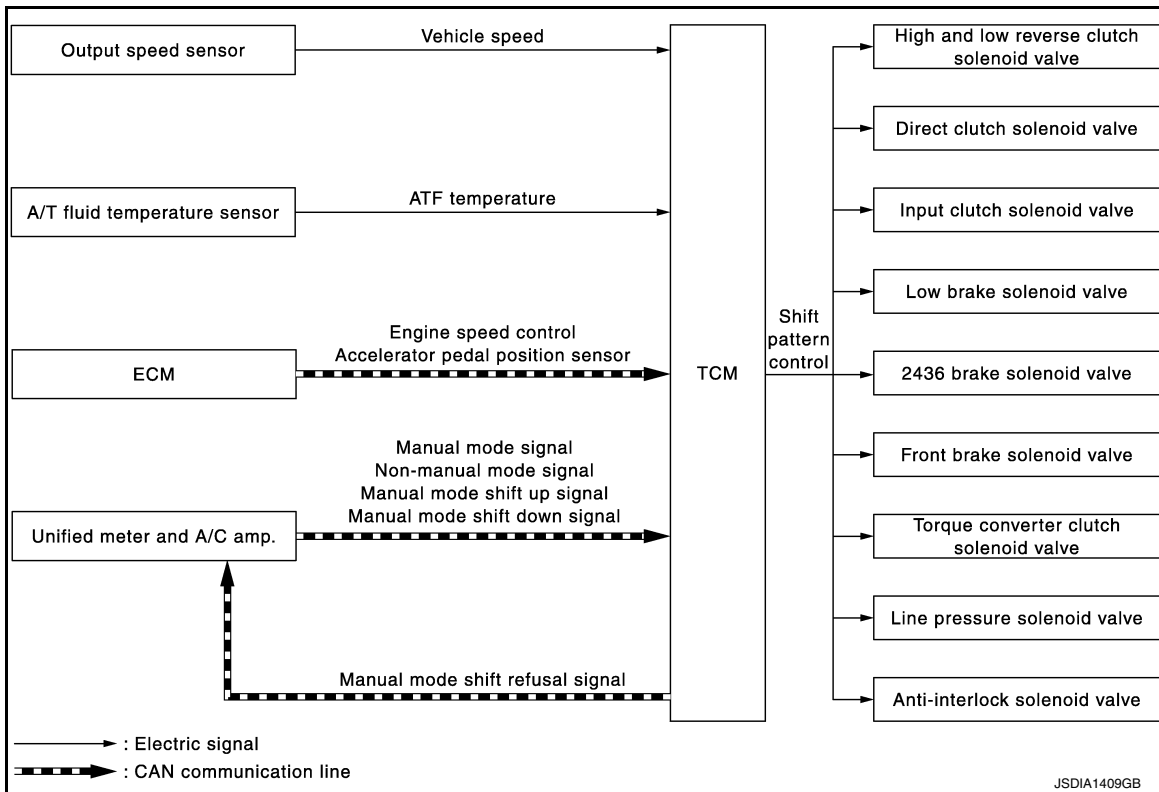 Output speed sensor
Vehicle speed
A/T fluid temperature sensor
ATF temperature
ECM
Engine speed control
Accelerator pedal position sensor
Unified meter and A/C amp.
Manual mode signal
Non-manual mode signal
Manual mode shift up signal
Manual mode shift down signal
Manual mode shift refusal signal
TCM
Shift
pattern
control
High and low reverse clutch
solenoid valve
Direct clutch solenoid valve
Input clutch solenoid valve
Low brake solenoid valve
2436 brake solenoid valve
Front brake solenoid valve
Torque converter clutch
solenoid valve
Line pressure solenoid valve
Anti-interlock solenoid valve
: Electric signal
: CAN communication line
JSDIA1409GB